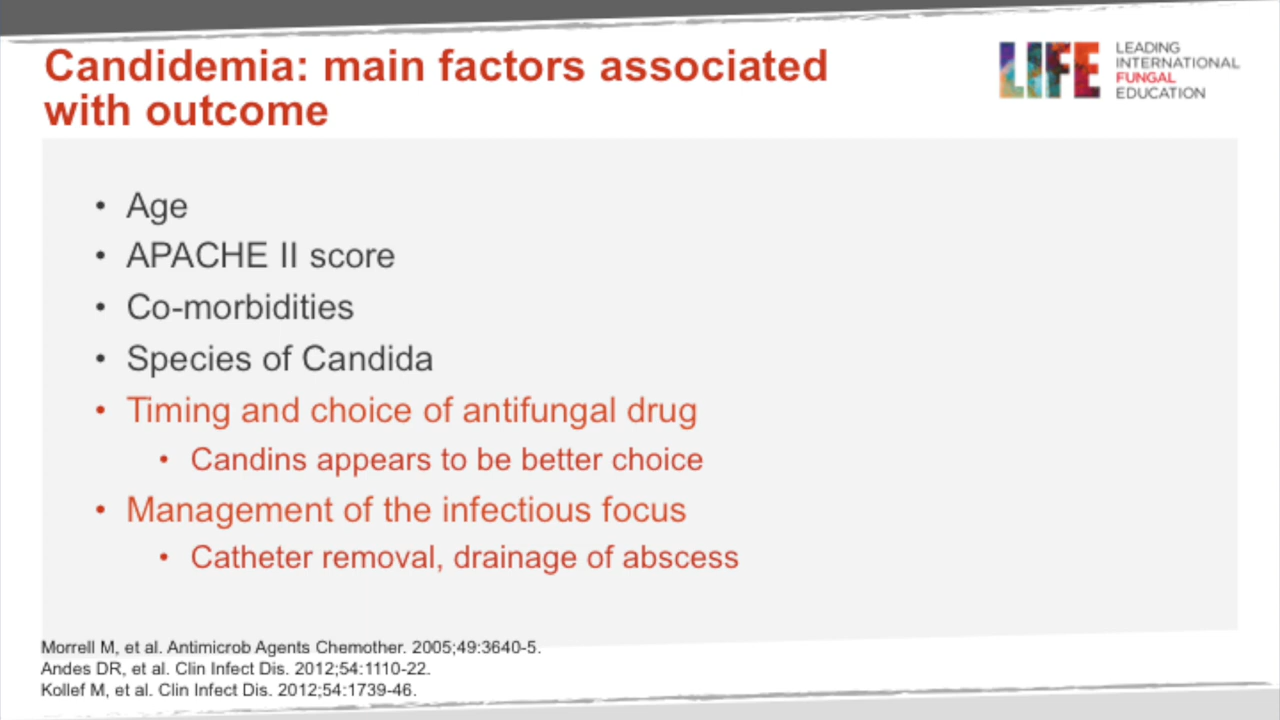 Candidemia: main factors associated
with outcome
LIFE
LEADING
INTERNATIONAL
FUNGAL
EDUCATION
• Age
• APACHE II score
• Co-morbidities
• Species of Candida
• Timing and choice of antifungal drug
• Candins appears to be better choice
• Management of the infectious focus
• Catheter removal, drainage of abscess
Morrell M, et al. Antimicrob Agents Chemother. 2005;49:3640-5.
Andes DR, et al. Clin Infect Dis. 2012;54:1110-22.
Kollef M, et al. Clin Infect Dis. 2012;54:1739-46.